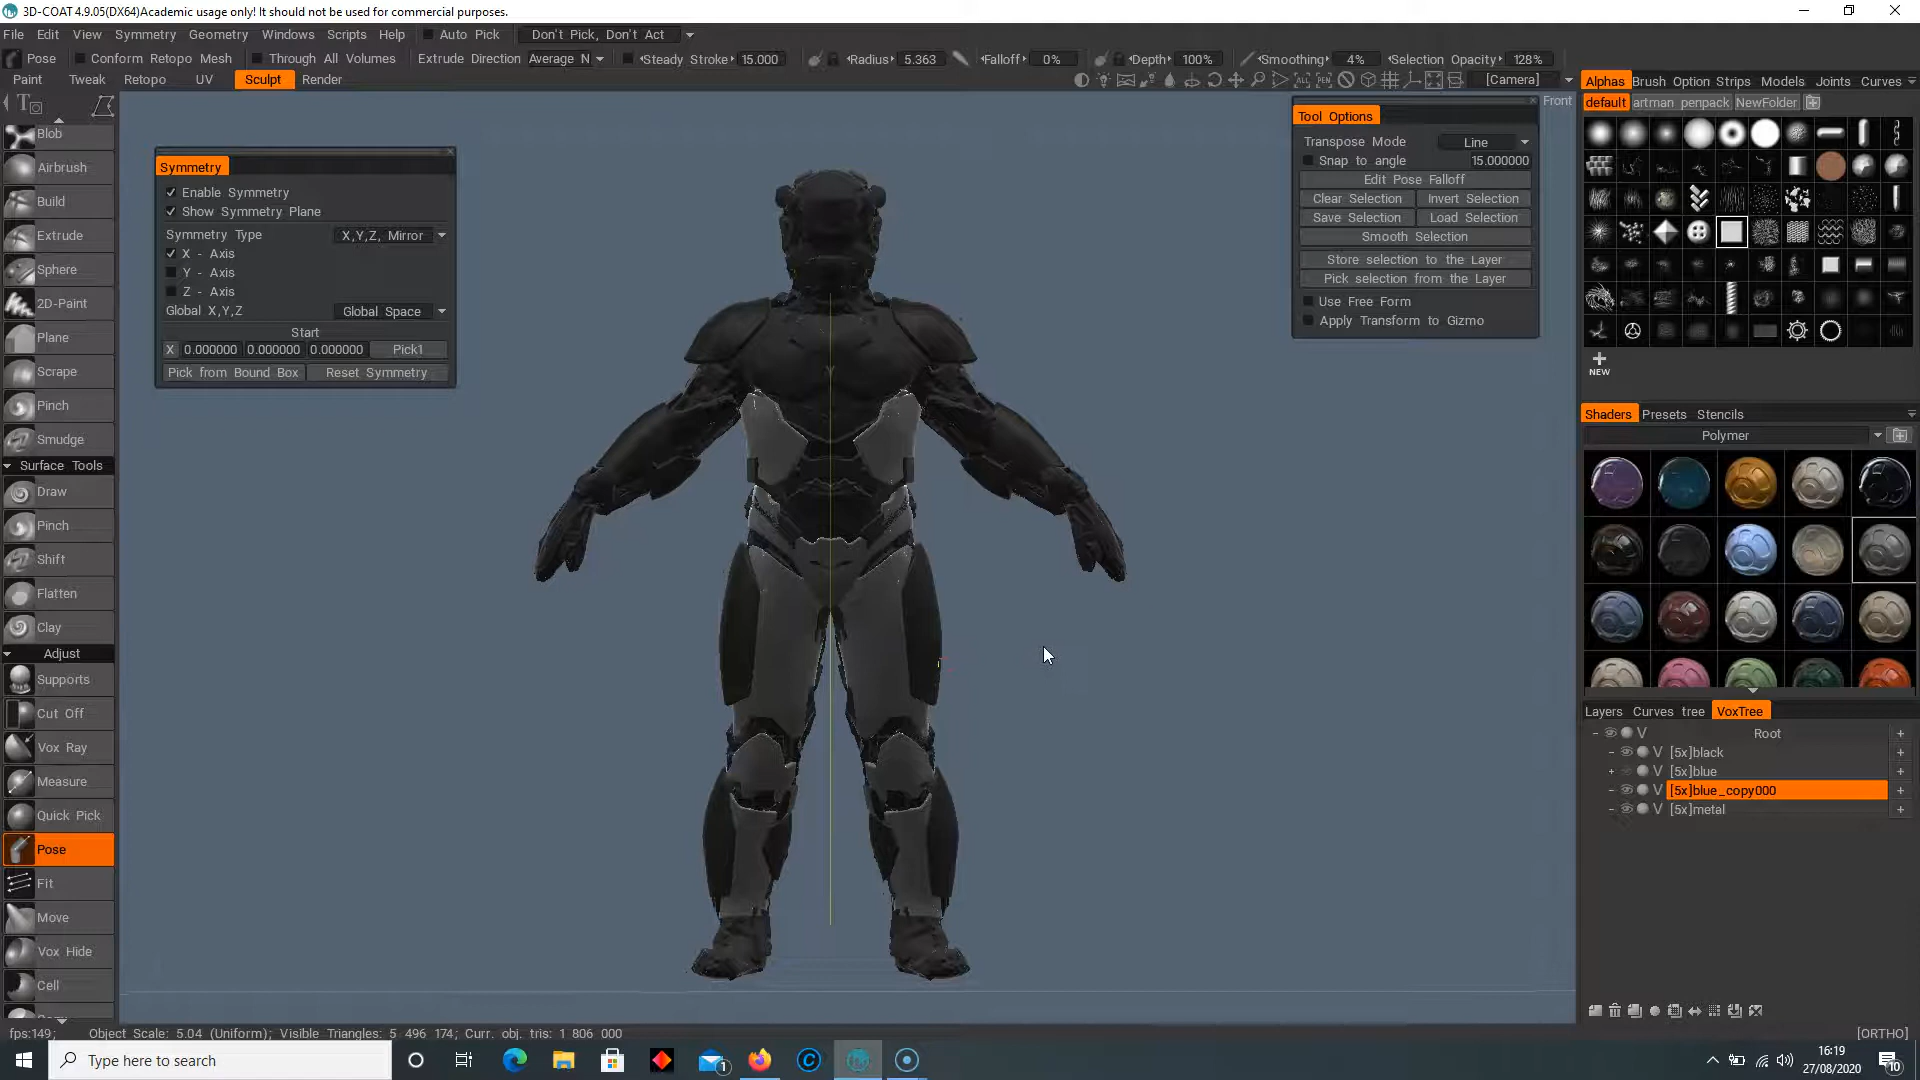 3D-COAT 4.9.05(DX64)Academic usage only! It should not be used for commercial purposes.
File Edit View Symmetry Geometry Windows Scripts Help Auto Pick Don't Pick, Don't Act
Pose Conform Retopo Mesh Through All Volumes Extrude Direction Average N Steady Stroke 15.000 Radius 5.363 Falloff 0% Depth 100% Smoothing 4% Selection Opacity 128%
Paint Tweak Retopo UV Sculpt Render [Camera]
Front
Blob
Airbrush
Build
Extrude
Sphere
2D-Paint
Plane
Scrape
Pinch
Smudge
Surface Tools
Draw
Pinch
Shift
Flatten
Clay
Adjust
Supports
Cut Off
Vox Ray
Measure
Quick Pick
Pose
Fit
Move
Vox Hide
Cell
Symmetry
Enable Symmetry
Show Symmetry Plane
Symmetry Type X,Y,Z, Mirror
X - Axis
Y - Axis
Z - Axis
Global X,Y,Z Global Space
Start
X 0.000000 0.000000 0.000000 Pick1
Pick from Bound Box Reset Symmetry
Y
Tool Options
Transpose Mode Line
Snap to angle 15.000000
Edit Pose Falloff
Clear Selection Invert Selection
Save Selection Load Selection
Smooth Selection
Store selection to the Layer
Pick selection from the Layer
Use Free Form
Apply Transform to Gizmo
Alphas Brush Option Strips Models Joints Curves
default artman penpack NewFolder
NEW
Shaders Presets Stencils
Polymer
Layers Curves tree VoxTree
V Root
V [5x]black
V [5x]blue
V [5x]blue_copy000
V [5x]metal
fps:149; Object Scale: 5.04 (Uniform); Visible Triangles: 5 496 174; Curr. obj. tris: 1 806 000
[ORTHO]
Type here to search
1
16:19
27/08/2020
10